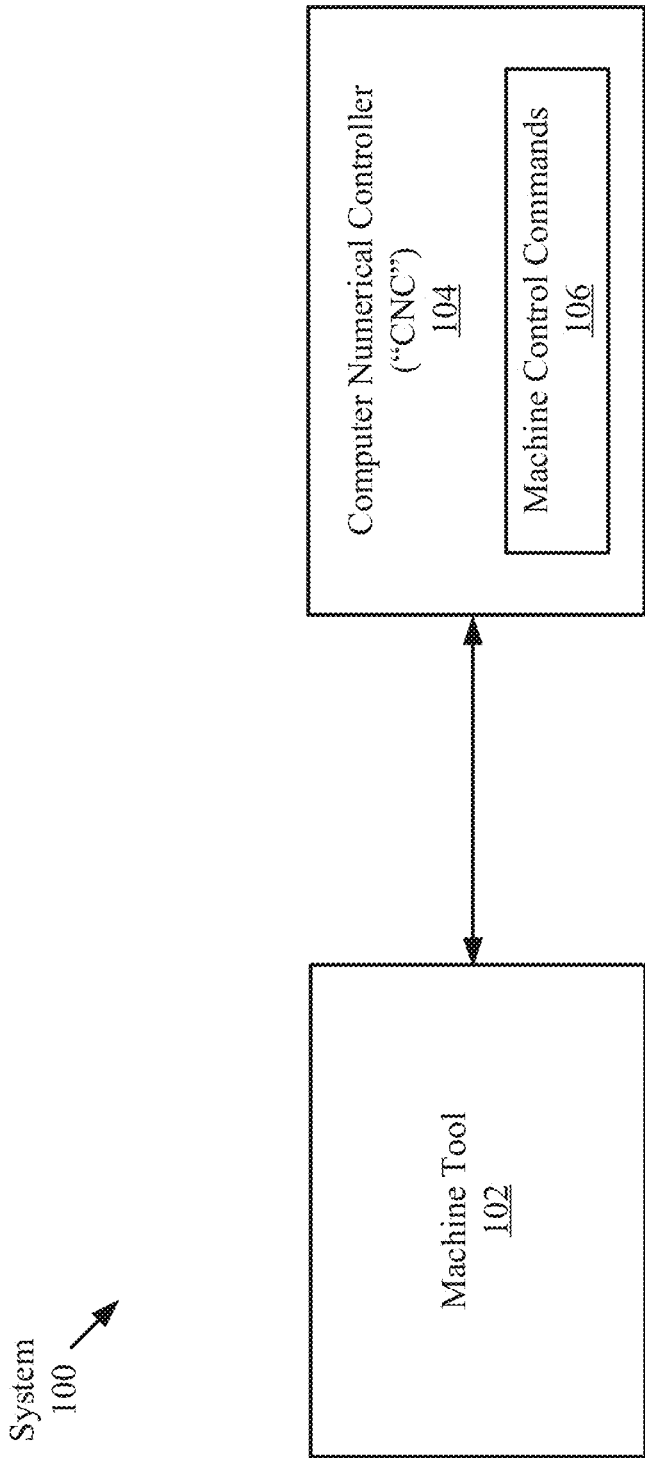 System
100
Machine Tool
102
Computer Numerical Controller
(“CNC”)
104
Machine Control Commands
106